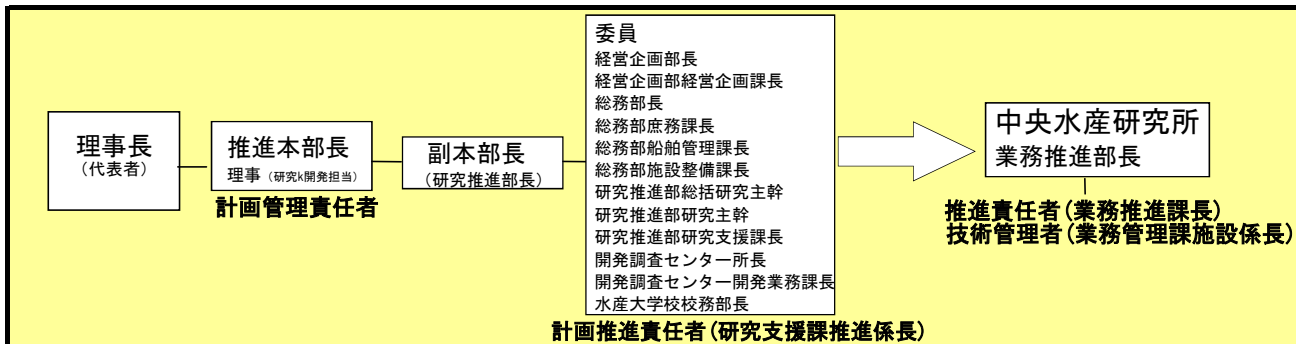 理事長
(代表者)
推進本部長
理事（研究k開発担当）
計画管理責任者
副本部長
(研究推進部長)
委員
経営企画部長
経営企画部経営企画課長
総務部長
総務部庶務課長
総務部船舶管理課長
総務部施設整備課長
研究推進部総括研究主幹
研究推進部研究主幹
研究推進部研究支援課長
開発調査センター所長
開発調査センター開発業務課長
水産大学校校務部長
計画推進責任者(研究支援課推進係長)
中央水産研究所
業務推進部長
推進責任者(業務推進課長)
技術管理者(業務管理課施設係長)